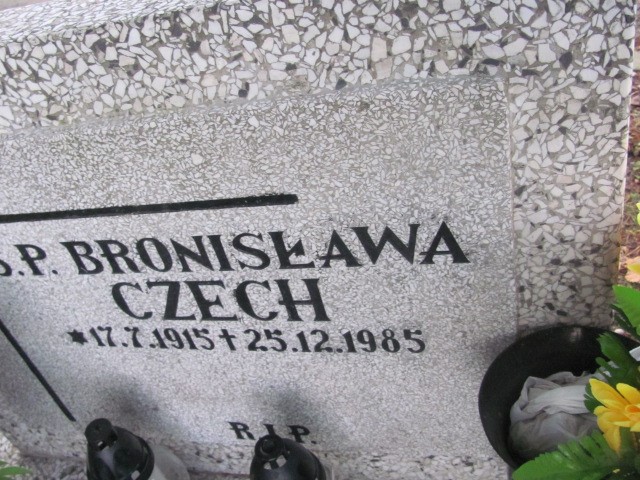 Ś.P. BRONISŁAWA
CZECH
*17.7.1915 † 25.12.1985
R.I.P.